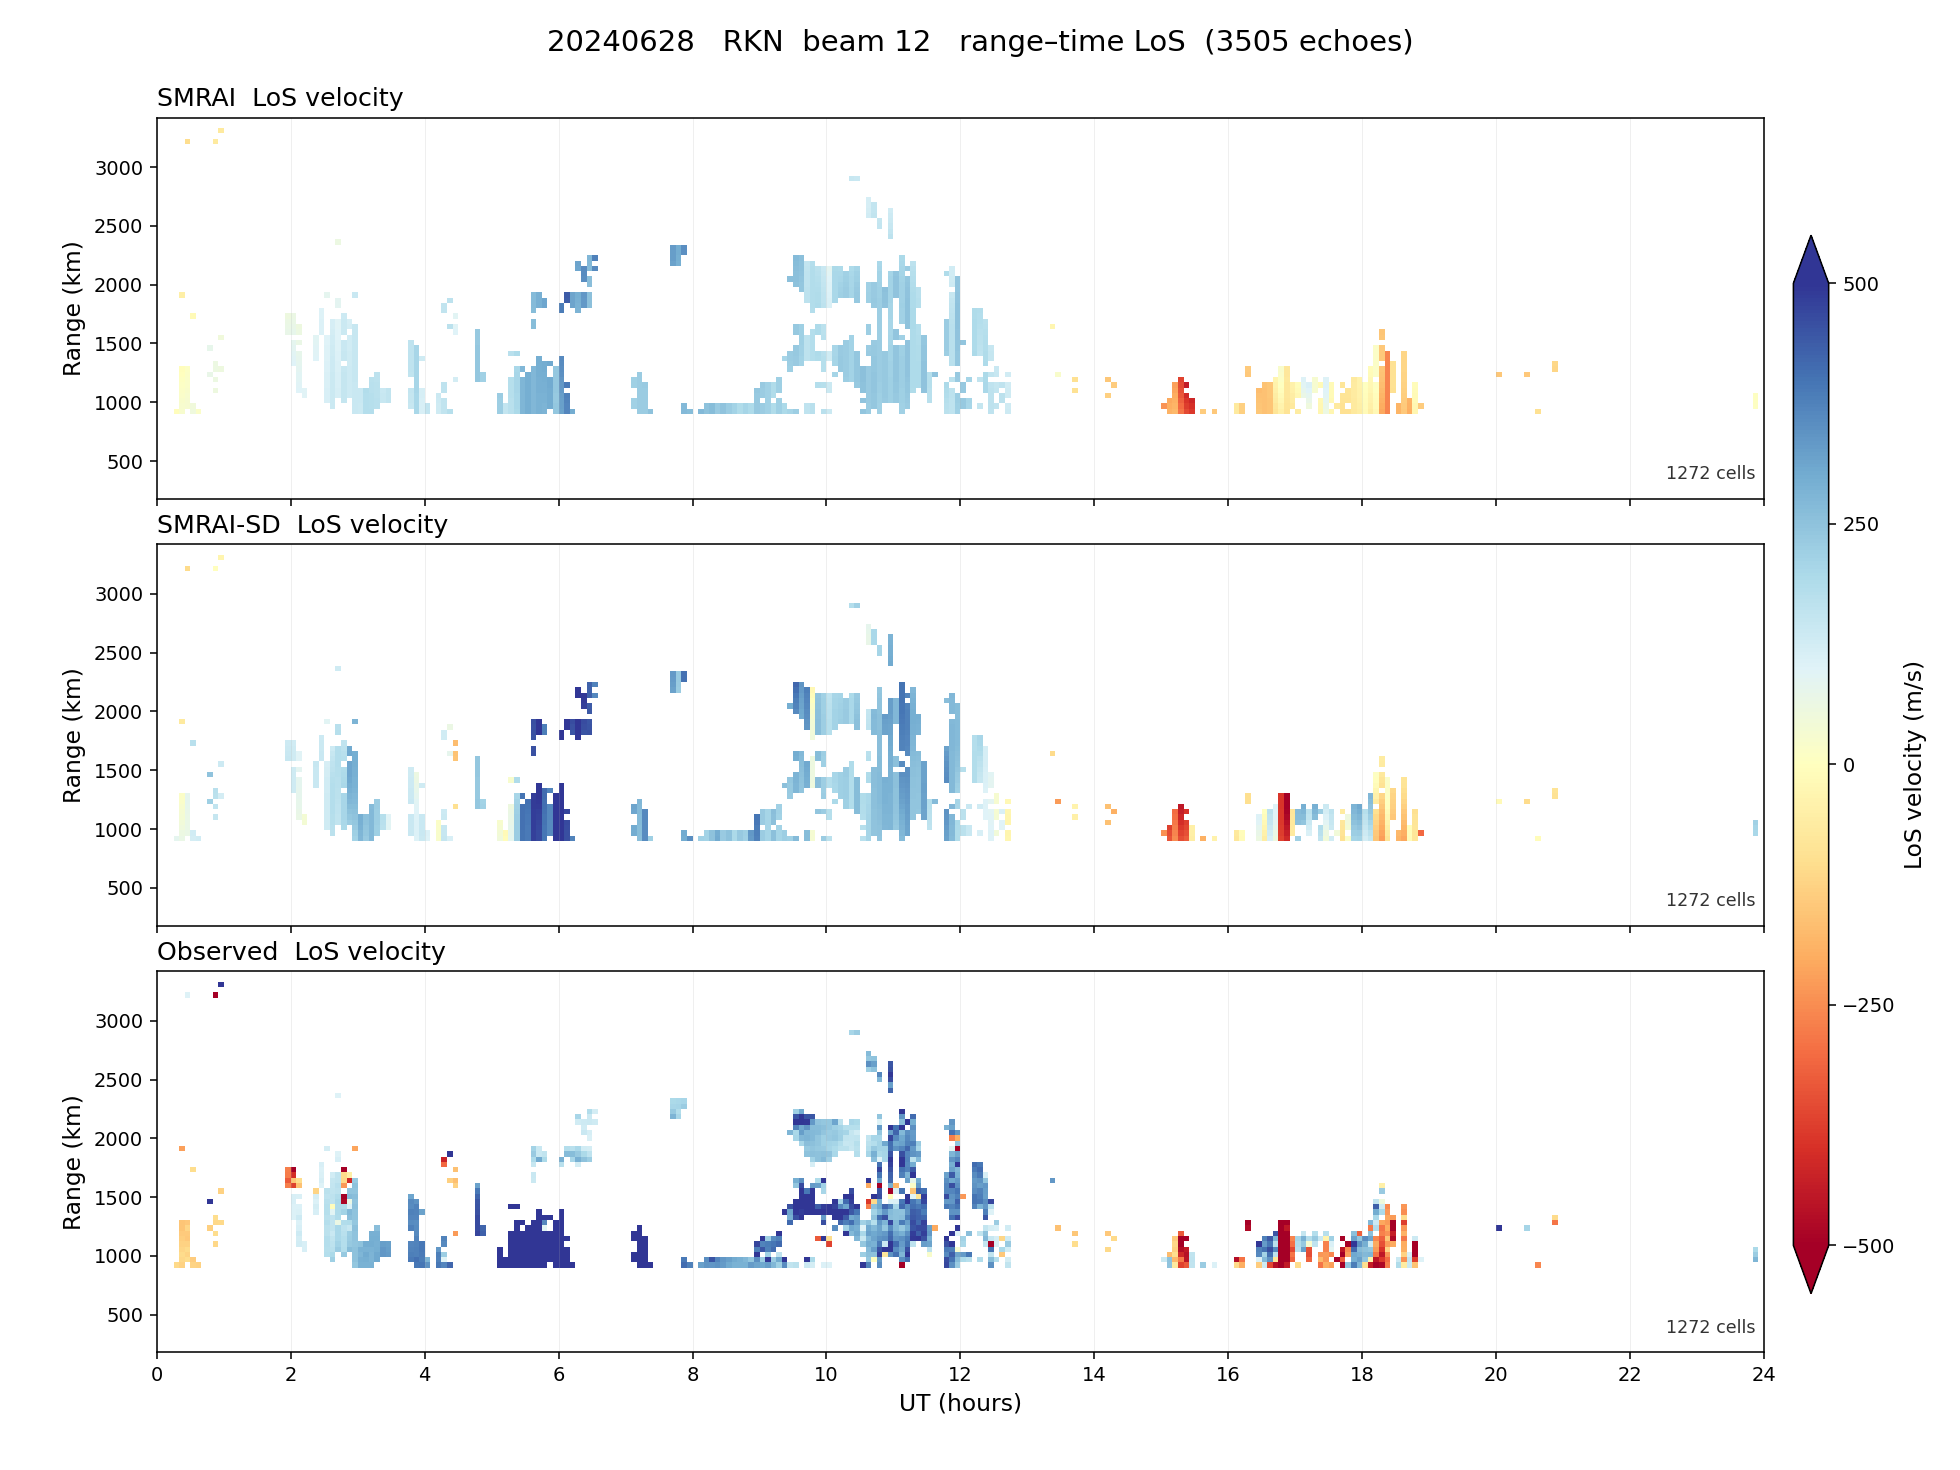 20240628   RKN  beam 12   range–time LoS  (3505 echoes)
SMRAI  LoS velocity
Range (km)
3000
2500
2000
1500
1000
500
1272 cells
SMRAI-SD  LoS velocity
Range (km)
3000
2500
2000
1500
1000
500
1272 cells
Observed  LoS velocity
Range (km)
3000
2500
2000
1500
1000
500
1272 cells
0 2 4 6 8 10 12 14 16 18 20 22 24
UT (hours)
500
250
0
−250
−500
LoS velocity (m/s)